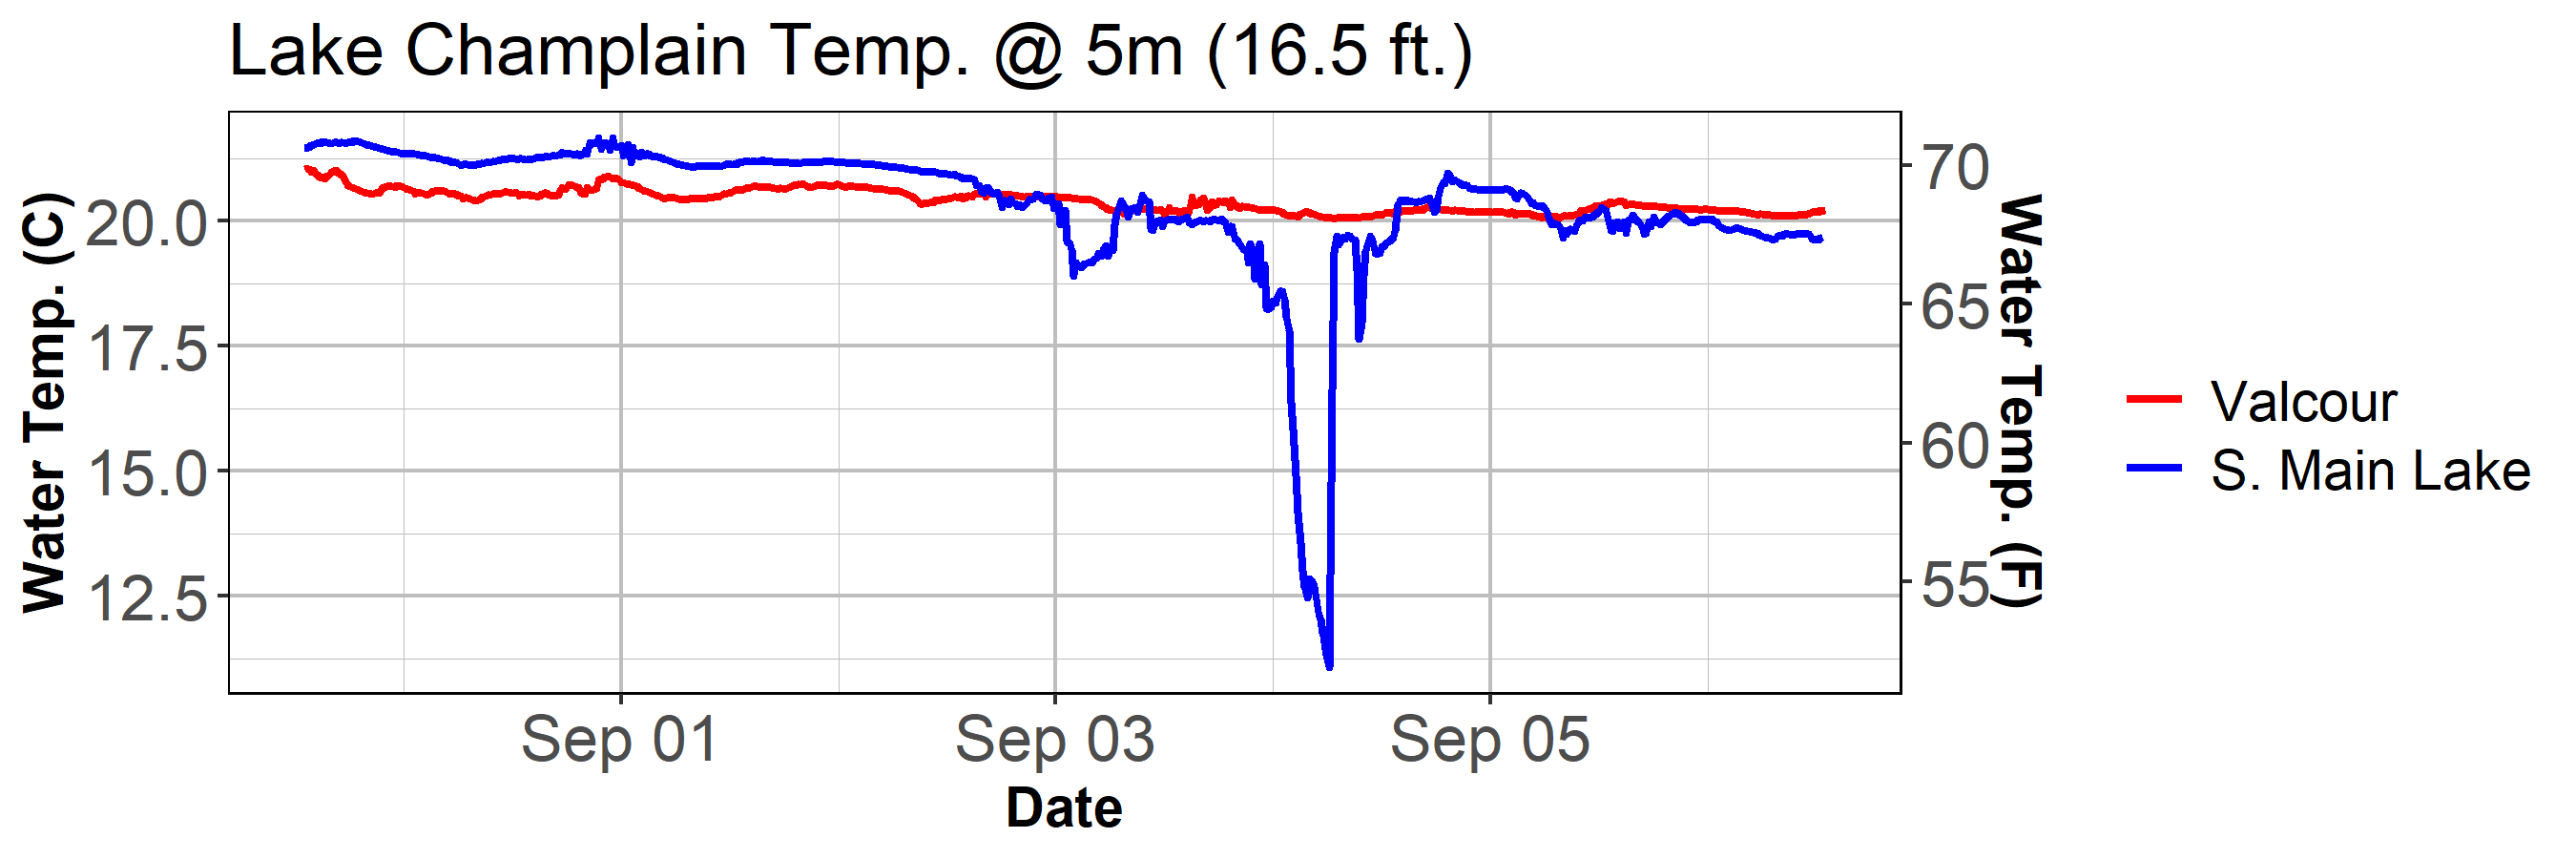 Lake Champlain Temp. @ 5m (16.5 ft.)
Water Temp. (C)
20.0
17.5
15.0
12.5
70
65
60
55
Water Temp. (F)
Sep 01
Sep 03
Sep 05
Date
Valcour
S. Main Lake